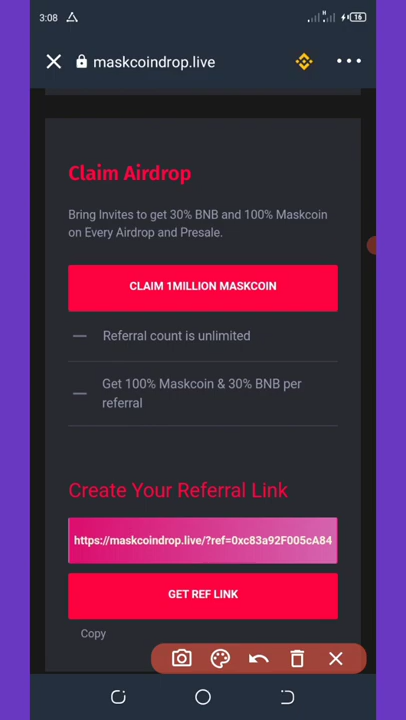 3:08
H
16
maskcoindrop.live
Claim Airdrop
Bring Invites to get 30% BNB and 100% Maskcoin
on Every Airdrop and Presale.
CLAIM 1MILLION MASKCOIN
Referral count is unlimited
Get 100% Maskcoin & 30% BNB per
referral
Create Your Referral Link
https://maskcoindrop.live/?ref=0xc83a92F005cA84
GET REF LINK
Copy